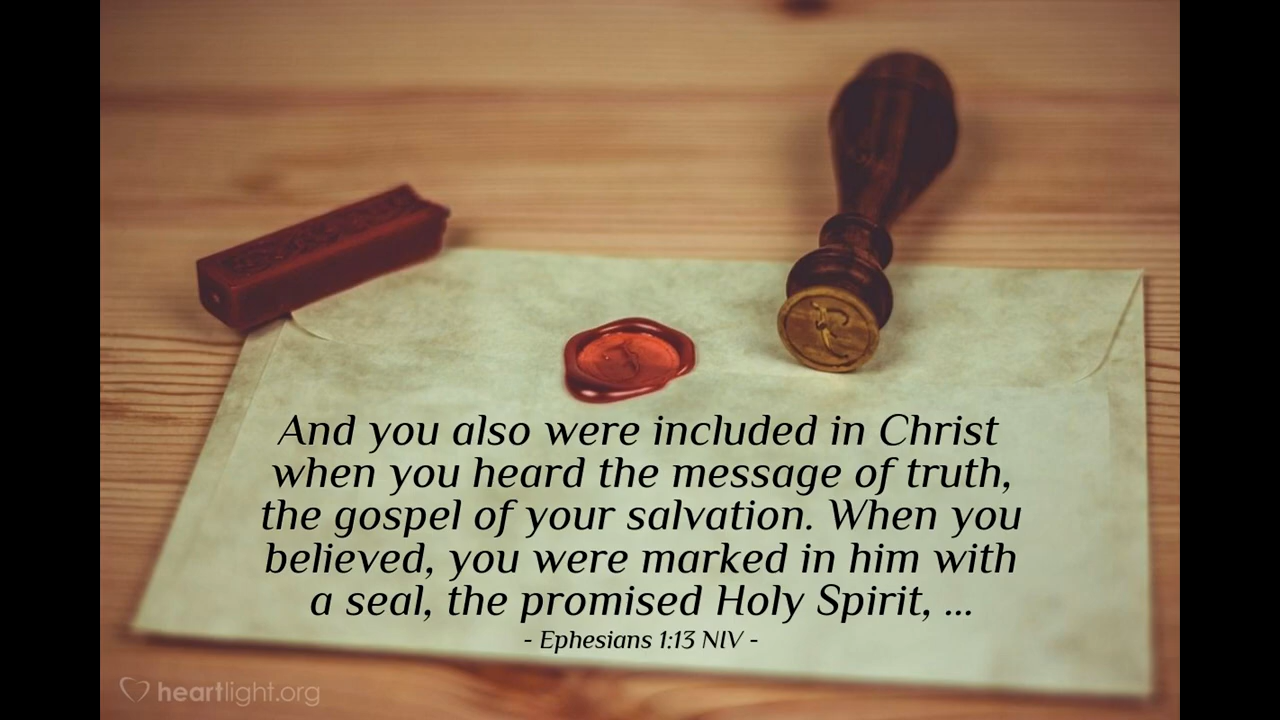 And you also were included in Christ
when you heard the message of truth,
the gospel of your salvation. When you
believed, you were marked in him with
a seal, the promised Holy Spirit, ...
- Ephesians 1:13 NIV -
heartlight.org